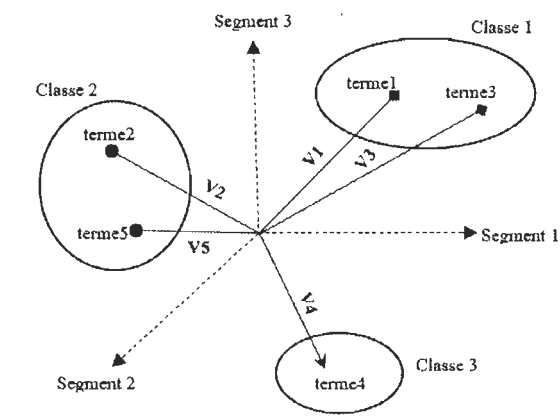 Segment 3
Classe 1
Classe 2
terme1
terme3
terme2
V1
V3
V2
terme5
V5
Segment 1
V4
Segment 2
terme4
Classe 3